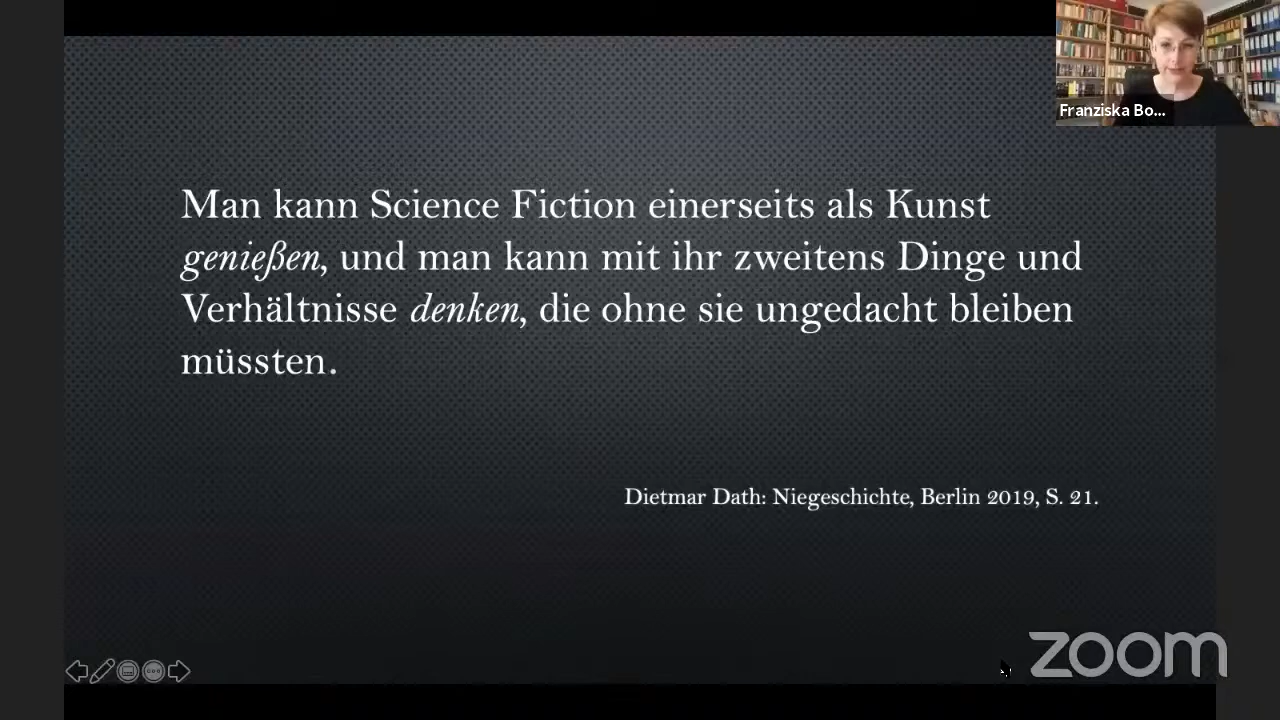 Franziska Bo...
Man kann Science Fiction einerseits als Kunst
genießen, und man kann mit ihr zweitens Dinge und
Verhältnisse denken, die ohne sie ungedacht bleiben
müssten.
Dietmar Dath: Niegeschichte, Berlin 2019, S. 21.
zoom